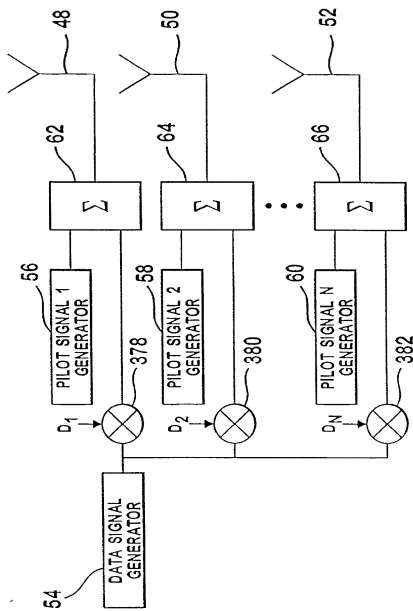 54
DATA SIGNAL
GENERATOR
D1
378
56
PILOT SIGNAL 1
GENERATOR
62
Σ
48
D2
380
58
PILOT SIGNAL 2
GENERATOR
64
Σ
50
DN
382
60
PILOT SIGNAL N
GENERATOR
66
Σ
52